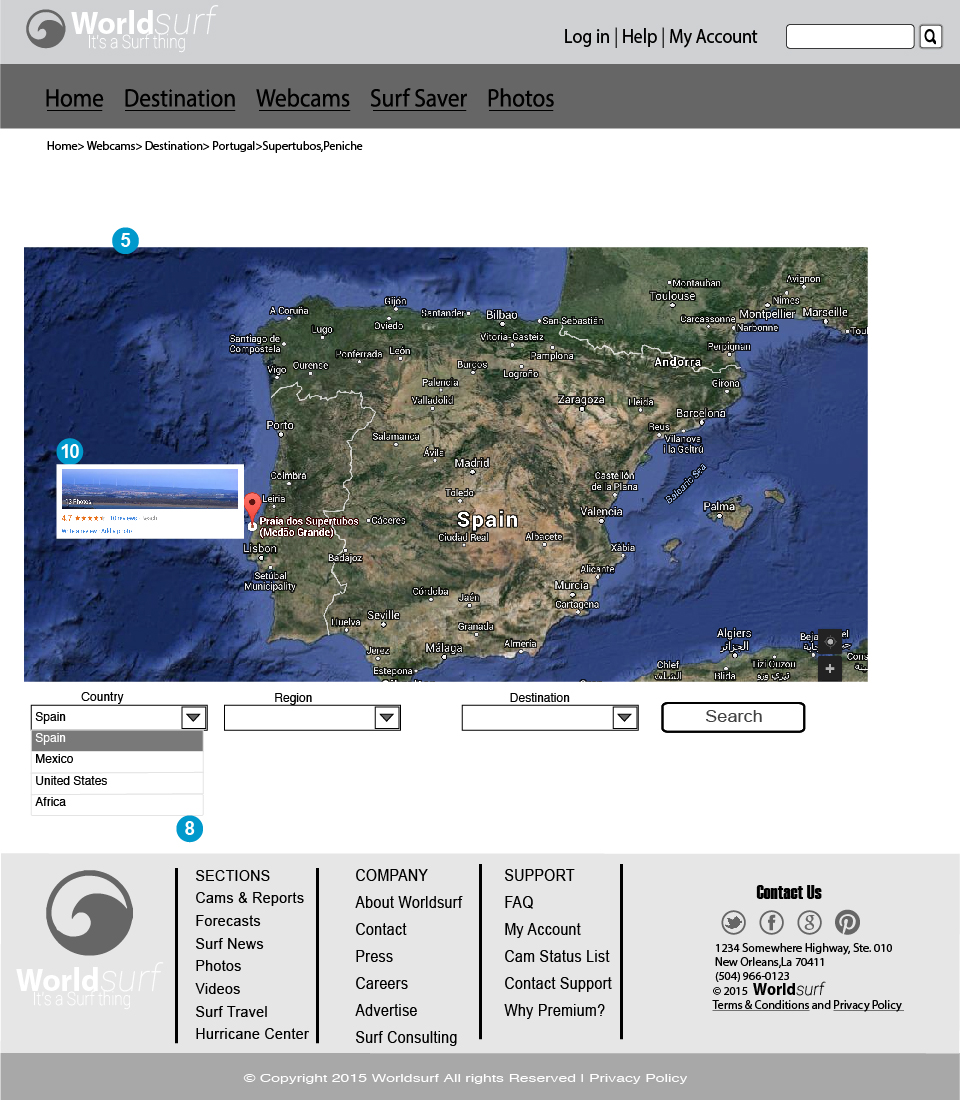 Worldsurf
It's a Surf thing
Log in | Help | My Account
Home Destination Webcams Surf Saver Photos
Home> Webcams> Destination> Portugal>Supertubos,Peniche
5
Montauban
Avignon
Toulouse
Nimes
A Coruña
Gijón
Santander
Bilbao
San Sebastián
Carcassonne
Montpellier
Marseille
Narbonne
Lugo
Oviedo
Santiago de
Compostela
Vitoria-Gasteiz
Perpignan
Ponferrada
León
Pamplona
Andorra
Vigo
Ourense
Burgos
Logroño
Girona
Palencia
Valladolid
Zaragoza
Lleida
Barcelona
Porto
Reus
Salamanca
Vilanova
i la Geltrú
10
Ávila
Madrid
Coimbra
Castellón
de la Plana
Balearic Sea
13 Photos
Leiria
Toledo
Palma
4.7
Praia dos Supertubos
(Medão Grande)
Cáceres
Spain
Valencia
Write a review
Ciudad Real
Albacete
Lisbon
Badajoz
Xàbia
Setúbal
Municipality
Alicante
Córdoba
Jaén
Murcia
Cartagena
Huelva
Seville
Granada
Algiers
الجزائر
Jerez
Málaga
Almería
Estepona
Chlef
Blida
Tizi Ouzou
تيزي وزو
Country Region Destination
Spain
Search
Spain
Mexico
United States
Africa
8
Worldsurf
It's a Surf thing
SECTIONS
Cams & Reports
Forecasts
Surf News
Photos
Videos
Surf Travel
Hurricane Center
COMPANY
About Worldsurf
Contact
Press
Careers
Advertise
Surf Consulting
SUPPORT
FAQ
My Account
Cam Status List
Contact Support
Why Premium?
Contact Us
1234 Somewhere Highway, Ste. 010
New Orleans,La 70411
(504) 966-0123
© 2015 Worldsurf
Terms & Conditions and Privacy Policy
© Copyright 2015 Worldsurf All rights Reserved | Privacy Policy